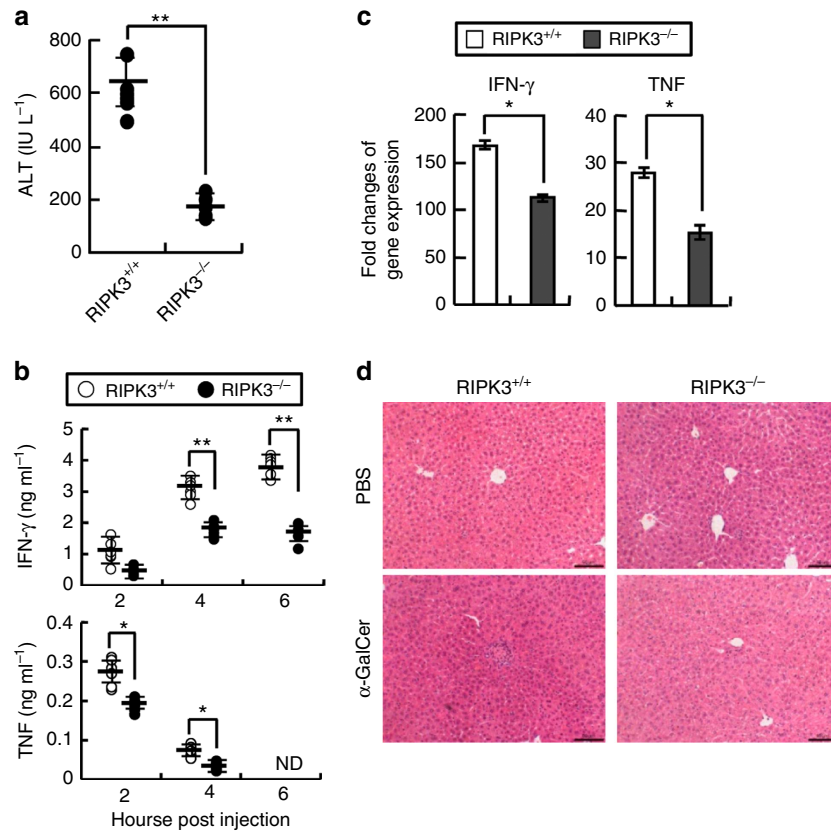 a
**
800
600
400
200
0
ALT (IU L⁻¹)
RIPK3⁺/⁺
RIPK3⁻/⁻
b
RIPK3⁺/⁺ RIPK3⁻/⁻
5
4
3
2
1
0
IFN-γ (ng ml⁻¹)
**
**
2 4 6
0.4
0.3
0.2
0.1
0
TNF (ng ml⁻¹)
*
*
ND
2 4 6
Hourse post injection
c
RIPK3⁺/⁺ RIPK3⁻/⁻
IFN-γ
*
200
150
100
50
0
Fold changes of
gene expression
TNF
*
40
30
20
10
0
d
RIPK3⁺/⁺ RIPK3⁻/⁻
PBS
α-GalCer